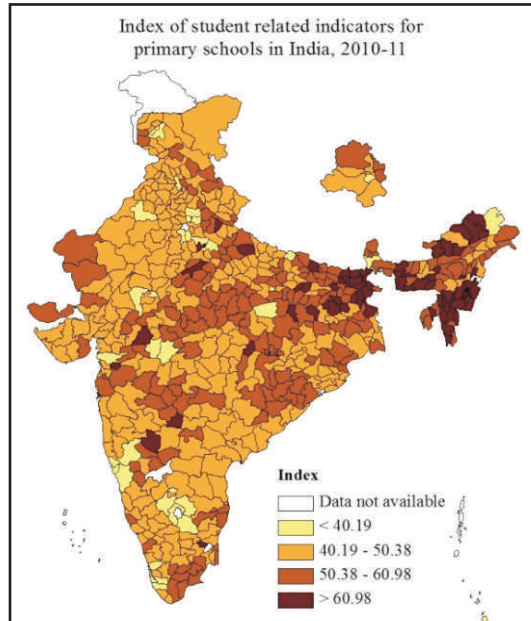 Index of student related indicators for
primary schools in India, 2010-11
Index
Data not available
< 40.19
40.19 - 50.38
50.38 - 60.98
> 60.98